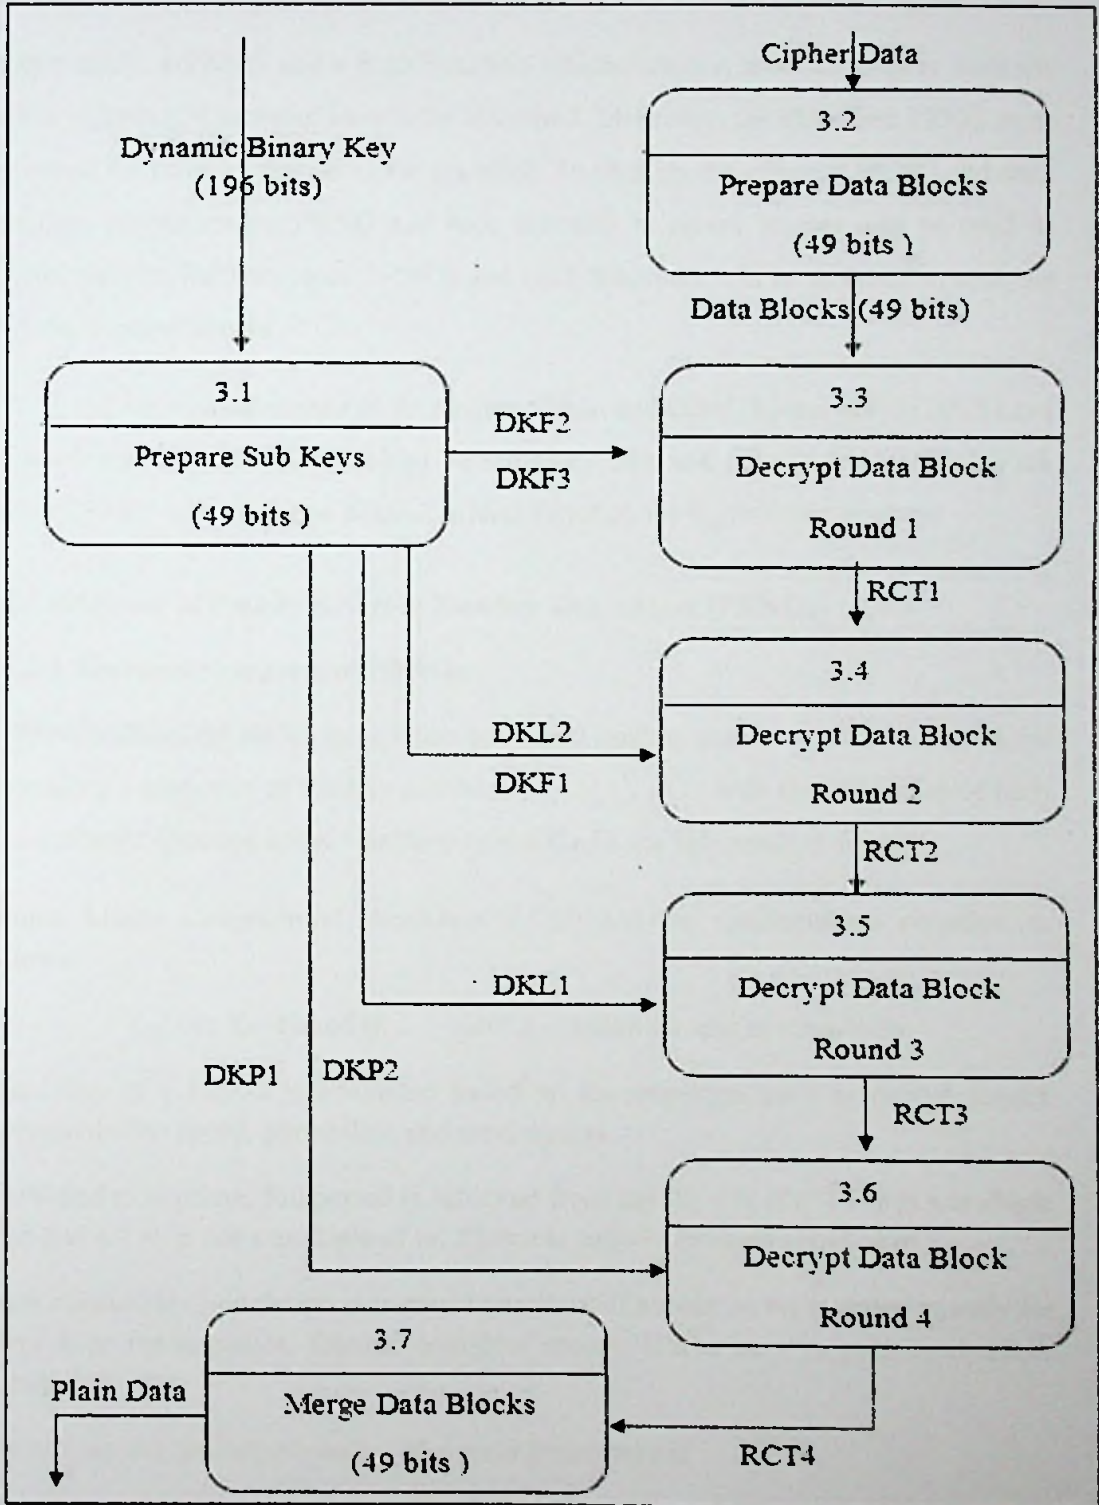 Cipher Data
3.2
Prepare Data Blocks
(49 bits )
Dynamic Binary Key
(196 bits)
Data Blocks (49 bits)
3.1
Prepare Sub Keys
(49 bits )
DKF2
DKF3
3.3
Decrypt Data Block
Round 1
RCT1
3.4
Decrypt Data Block
Round 2
DKL2
DKF1
RCT2
3.5
Decrypt Data Block
Round 3
DKL1
DKP1
DKP2
RCT3
3.6
Decrypt Data Block
Round 4
3.7
Merge Data Blocks
(49 bits )
Plain Data
RCT4